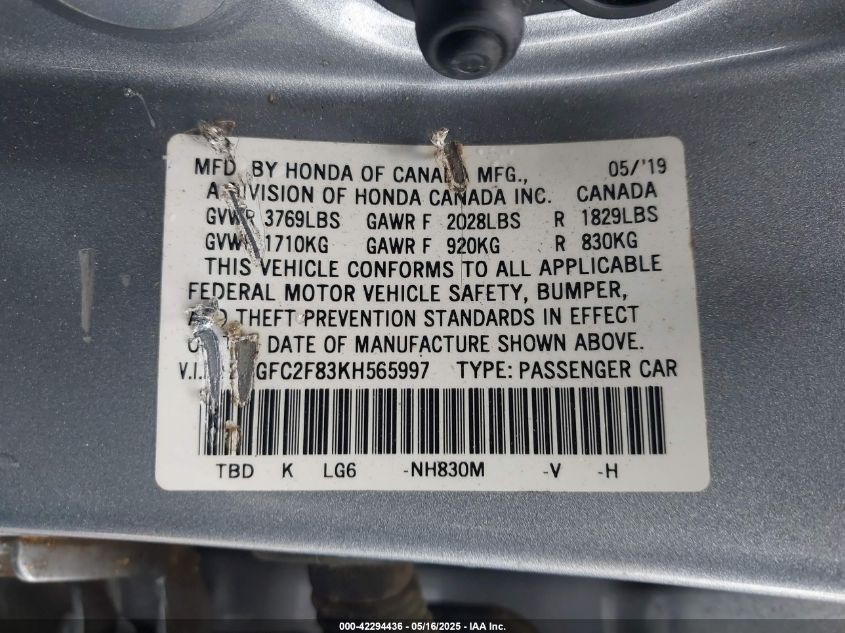 MFD. BY HONDA OF CANADA MFG., 05/'19
A DIVISION OF HONDA CANADA INC. CANADA
GVWR 3769LBS GAWR F 2028LBS R 1829LBS
GVW 1710KG GAWR F 920KG R 830KG
THIS VEHICLE CONFORMS TO ALL APPLICABLE
FEDERAL MOTOR VEHICLE SAFETY, BUMPER,
AND THEFT PREVENTION STANDARDS IN EFFECT
DATE OF MANUFACTURE SHOWN ABOVE.
V.I. GFC2F83KH565997 TYPE: PASSENGER CAR
TBD K LG6 -NH830M -V -H
000-42294436 - 05/16/2025 - IAA Inc.